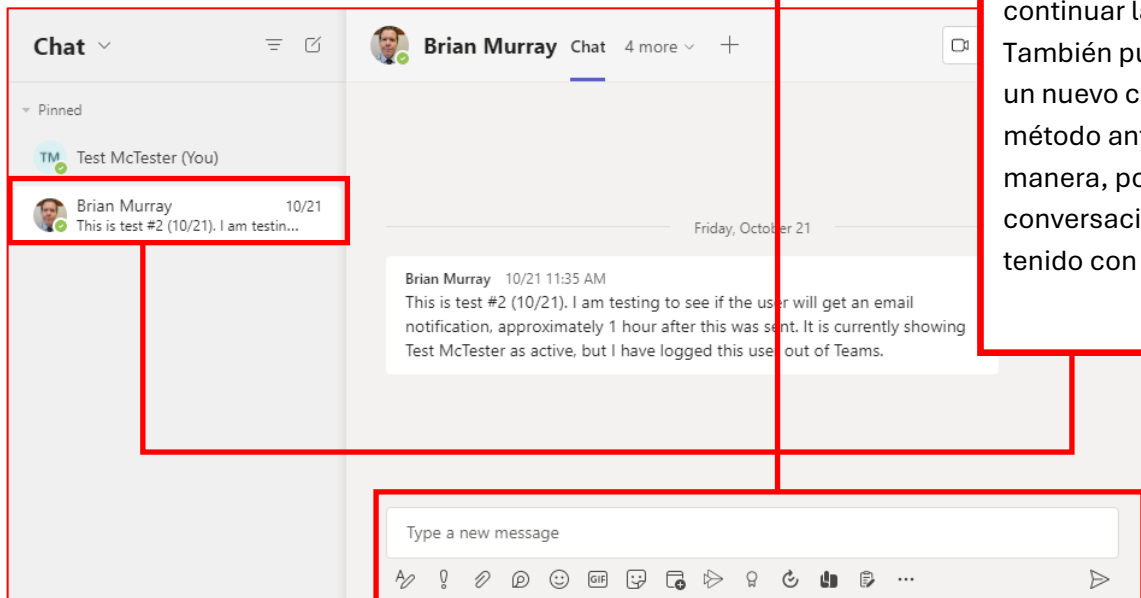 Chat
Pinned
TM Test McTester (You)
Brian Murray 10/21
This is test #2 (10/21). I am testin...
Brian Murray Chat 4 more
Friday, October 21
Brian Murray 10/21 11:35 AM
This is test #2 (10/21). I am testing to see if the user will get an email
notification, approximately 1 hour after this was sent. It is currently showing
Test McTester as active, but I have logged this user out of Teams.
Type a new message
GIF
continuar
También
un nuevo
método
manera,
tenido con